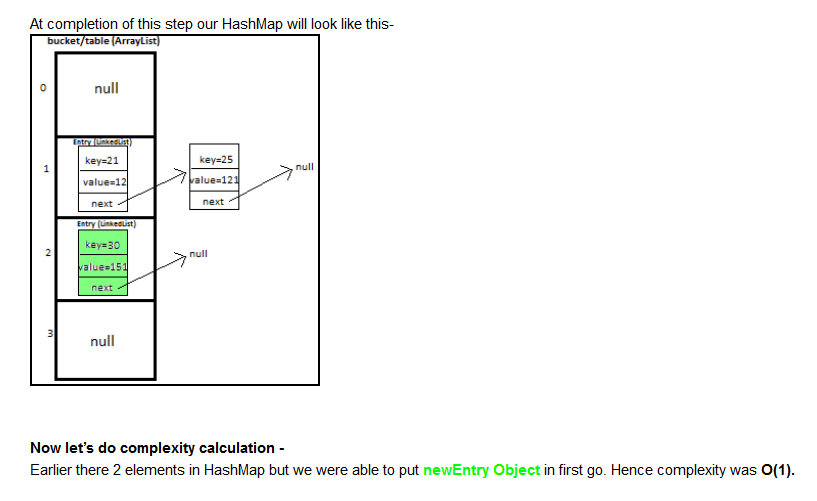 At completion of this step our HashMap will look like this-
bucket/table (ArrayList)
0
null
Entry (LinkedList)
1
key=21
value=12
next
key=25
value=121
next
null
Entry (LinkedList)
2
key=30
value=151
next
null
3
null
Now let's do complexity calculation -
Earlier there 2 elements in HashMap but we were able to put newEntry Object in first go. Hence complexity was O(1).